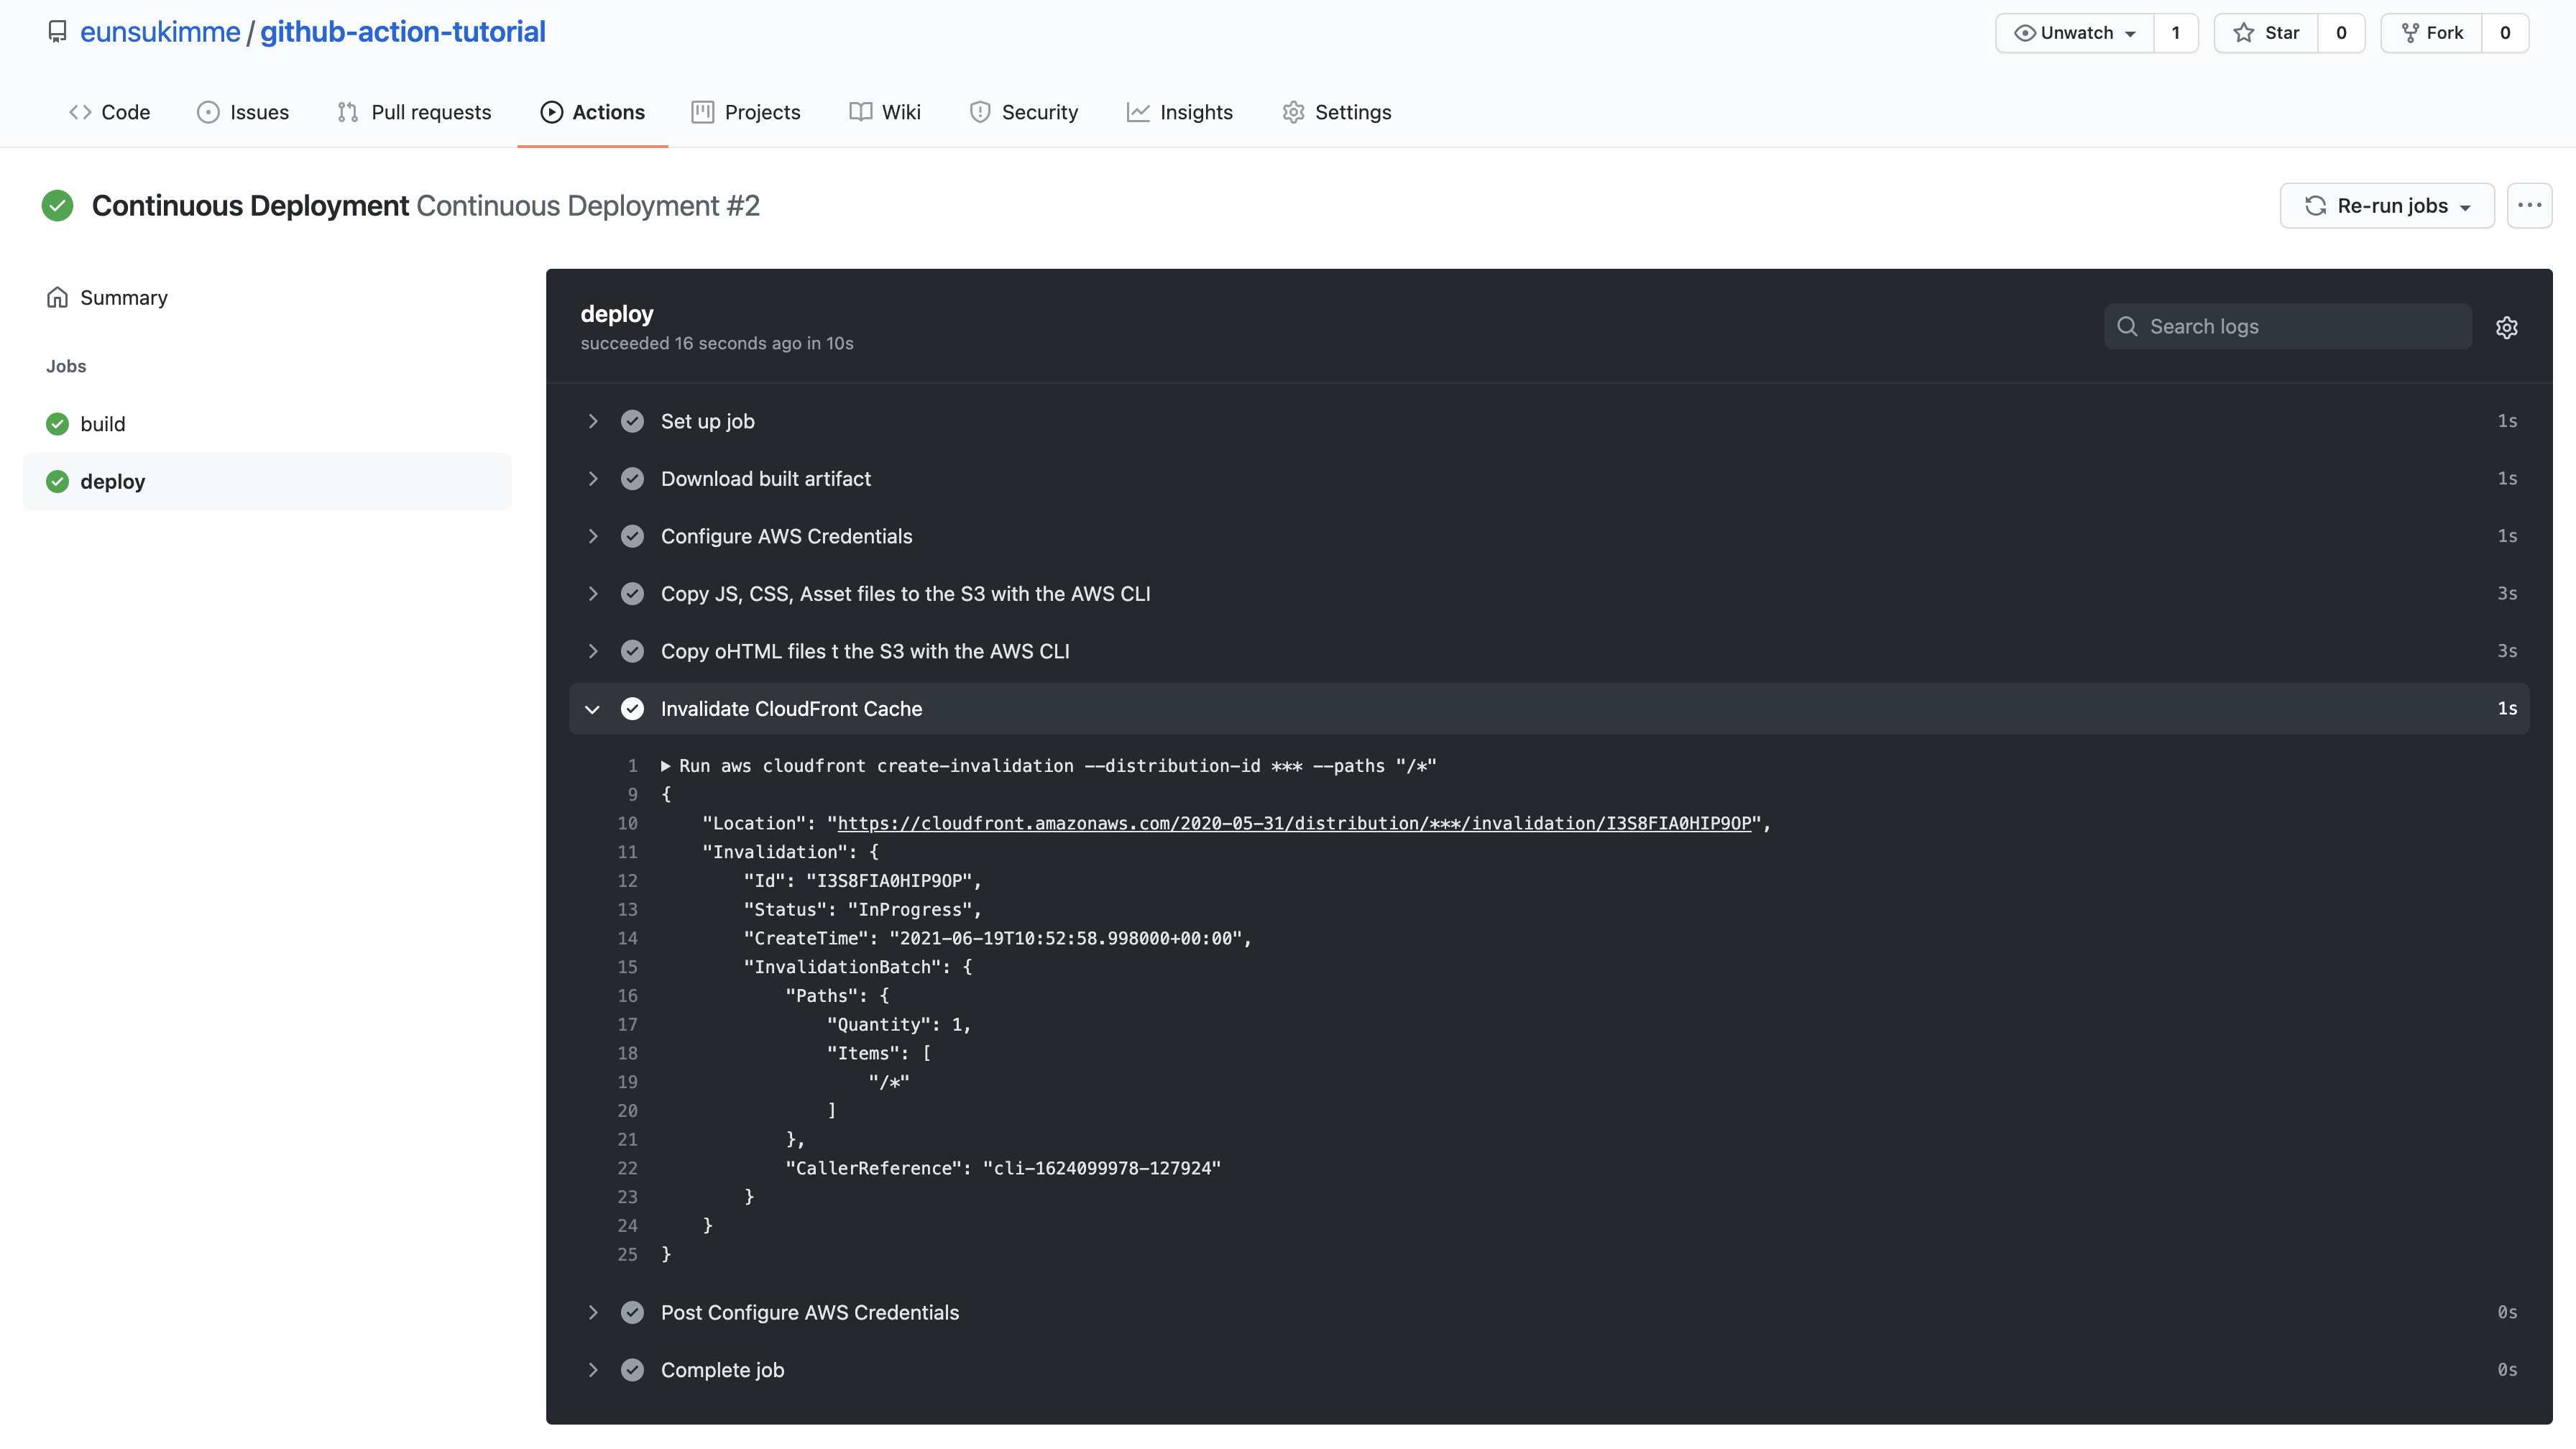 eunsukimme / github-action-tutorial
Unwatch 1 Star 0 Fork 0
Code Issues Pull requests Actions Projects Wiki Security Insights Settings
Continuous Deployment Continuous Deployment #2
Re-run jobs
Summary
Jobs
build
deploy
deploy
succeeded 16 seconds ago in 10s
Search logs
Set up job 1s
Download built artifact 1s
Configure AWS Credentials 1s
Copy JS, CSS, Asset files to the S3 with the AWS CLI 3s
Copy oHTML files t the S3 with the AWS CLI 3s
Invalidate CloudFront Cache 1s
1 Run aws cloudfront create-invalidation --distribution-id *** --paths "/*"
9 {
10 "Location": "https://cloudfront.amazonaws.com/2020-05-31/distribution/***/invalidation/I3S8FIA0HIP9OP",
11 "Invalidation": {
12 "Id": "I3S8FIA0HIP9OP",
13 "Status": "InProgress",
14 "CreateTime": "2021-06-19T10:52:58.998000+00:00",
15 "InvalidationBatch": {
16 "Paths": {
17 "Quantity": 1,
18 "Items": [
19 "/*"
20 ]
21 },
22 "CallerReference": "cli-1624099978-127924"
23 }
24 }
25 }
Post Configure AWS Credentials 0s
Complete job 0s